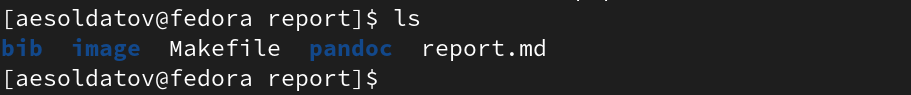 [aesoldatov@fedora report]$ ls
bib  image  Makefile  pandoc  report.md
[aesoldatov@fedora report]$